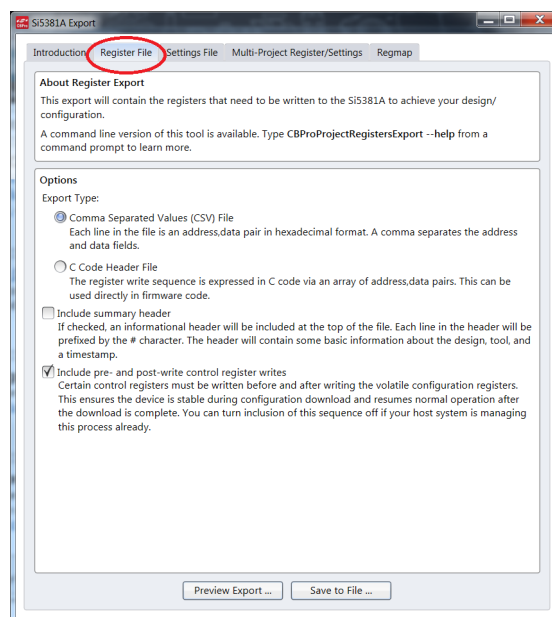 Si5381A Export
Introduction Register File Settings File Multi-Project Register/Settings Regmap
About Register Export
This export will contain the registers that need to be written to the Si5381A to achieve your design/
configuration.
A command line version of this tool is available. Type CBProProjectRegistersExport --help from a
command prompt to learn more.
Options
Export Type:
Comma Separated Values (CSV) File
Each line in the file is an address,data pair in hexadecimal format. A comma separates the address
and data fields.
C Code Header File
The register write sequence is expressed in C code via an array of address,data pairs. This can be
used directly in firmware code.
Include summary header
If checked, an informational header will be included at the top of the file. Each line in the header will be
prefixed by the # character. The header will contain some basic information about the design, tool, and
a timestamp.
Include pre- and post-write control register writes
Certain control registers must be written before and after writing the volatile configuration registers.
This ensures the device is stable during configuration download and resumes normal operation after
the download is complete. You can turn inclusion of this sequence off if your host system is managing
this process already.
Preview Export ... Save to File ...